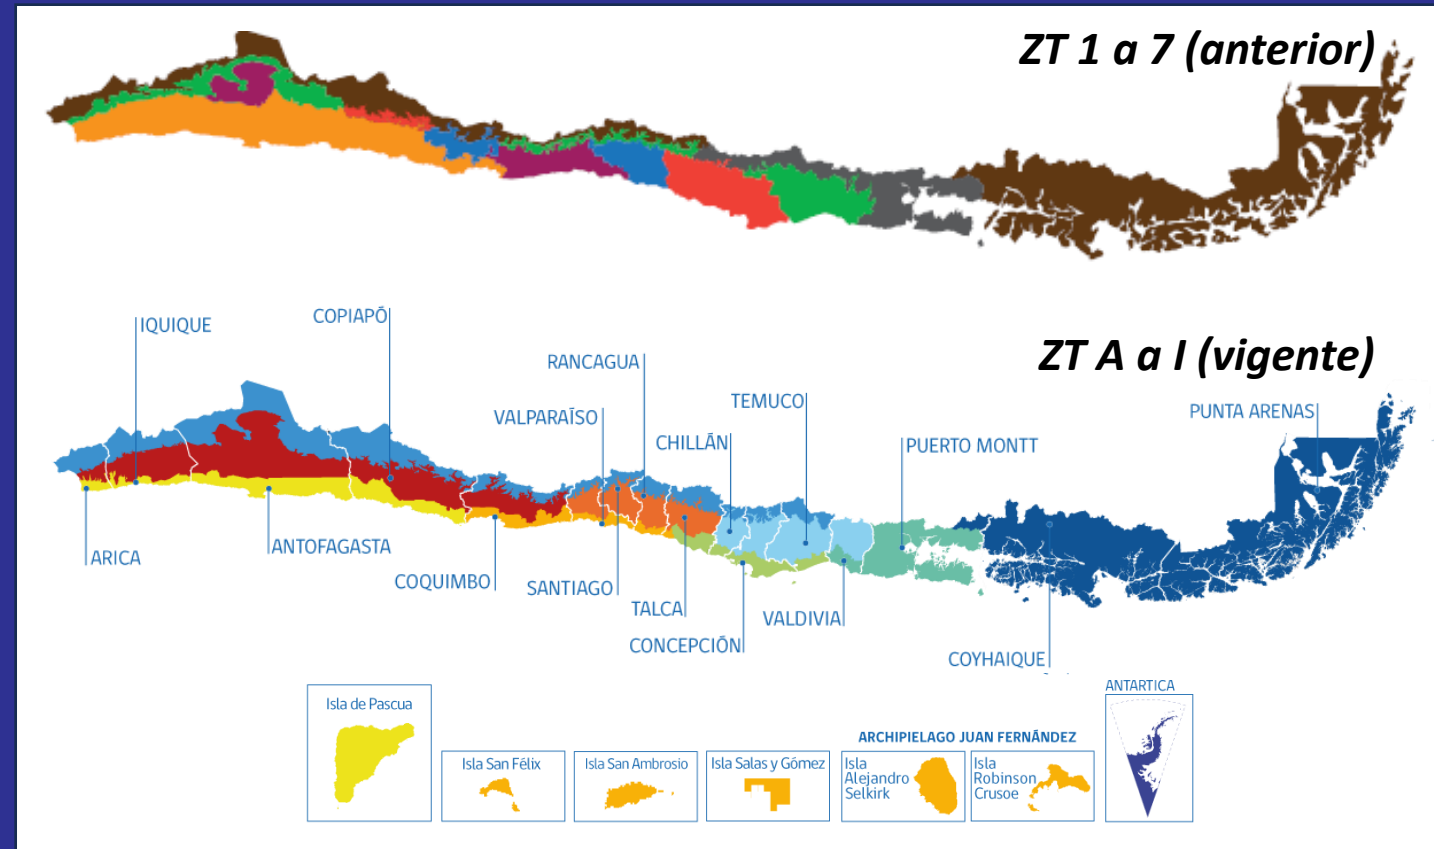 ZT 1 a 7 (anterior)
IQUIQUE
COPIAPÓ
RANCAGUA
ZT A a I (vigente)
VALPARAÍSO
TEMUCO
CHILLÁN
PUERTO MONTT
PUNTA ARENAS
ARICA
ANTOFAGASTA
COQUIMBO
SANTIAGO
TALCA
CONCEPCIÓN
VALDIVIA
COYHAIQUE
Isla de Pascua
Isla San Félix
Isla San Ambrosio
Isla Salas y Gómez
ARCHIPIELAGO JUAN FERNÁNDEZ
Isla
Alejandro
Selkirk
Isla
Robinson
Crusoe
ANTARTICA